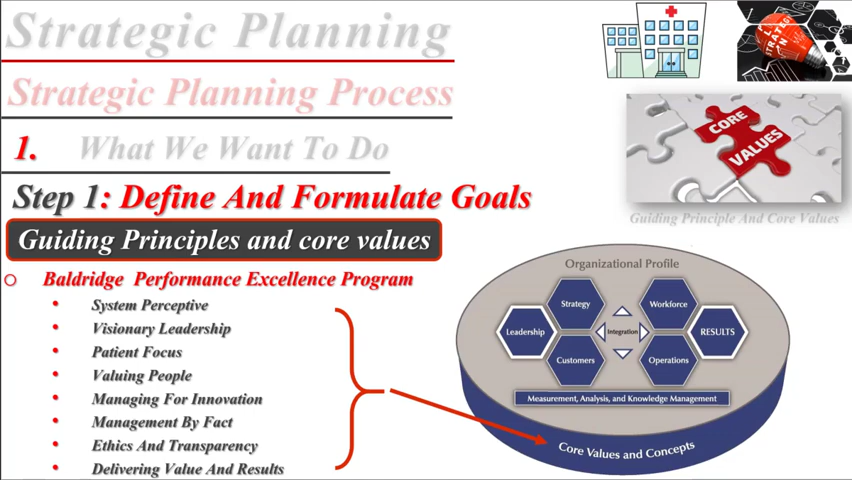 Strategic Planning
Strategic Planning Process
1. What We Want To Do
Step 1: Define And Formulate Goals
Guiding Principles and core values
Baldridge Performance Excellence Program
System Perceptive
Visionary Leadership
Patient Focus
Valuing People
Managing For Innovation
Management By Fact
Ethics And Transparency
Delivering Value And Results
STRATEGY
CORE
VALUES
Guiding Principle And Core Values
Organizational Profile
Strategy
Workforce
Leadership
Integration
RESULTS
Customers
Operations
Measurement, Analysis, and Knowledge Management
Core Values and Concepts